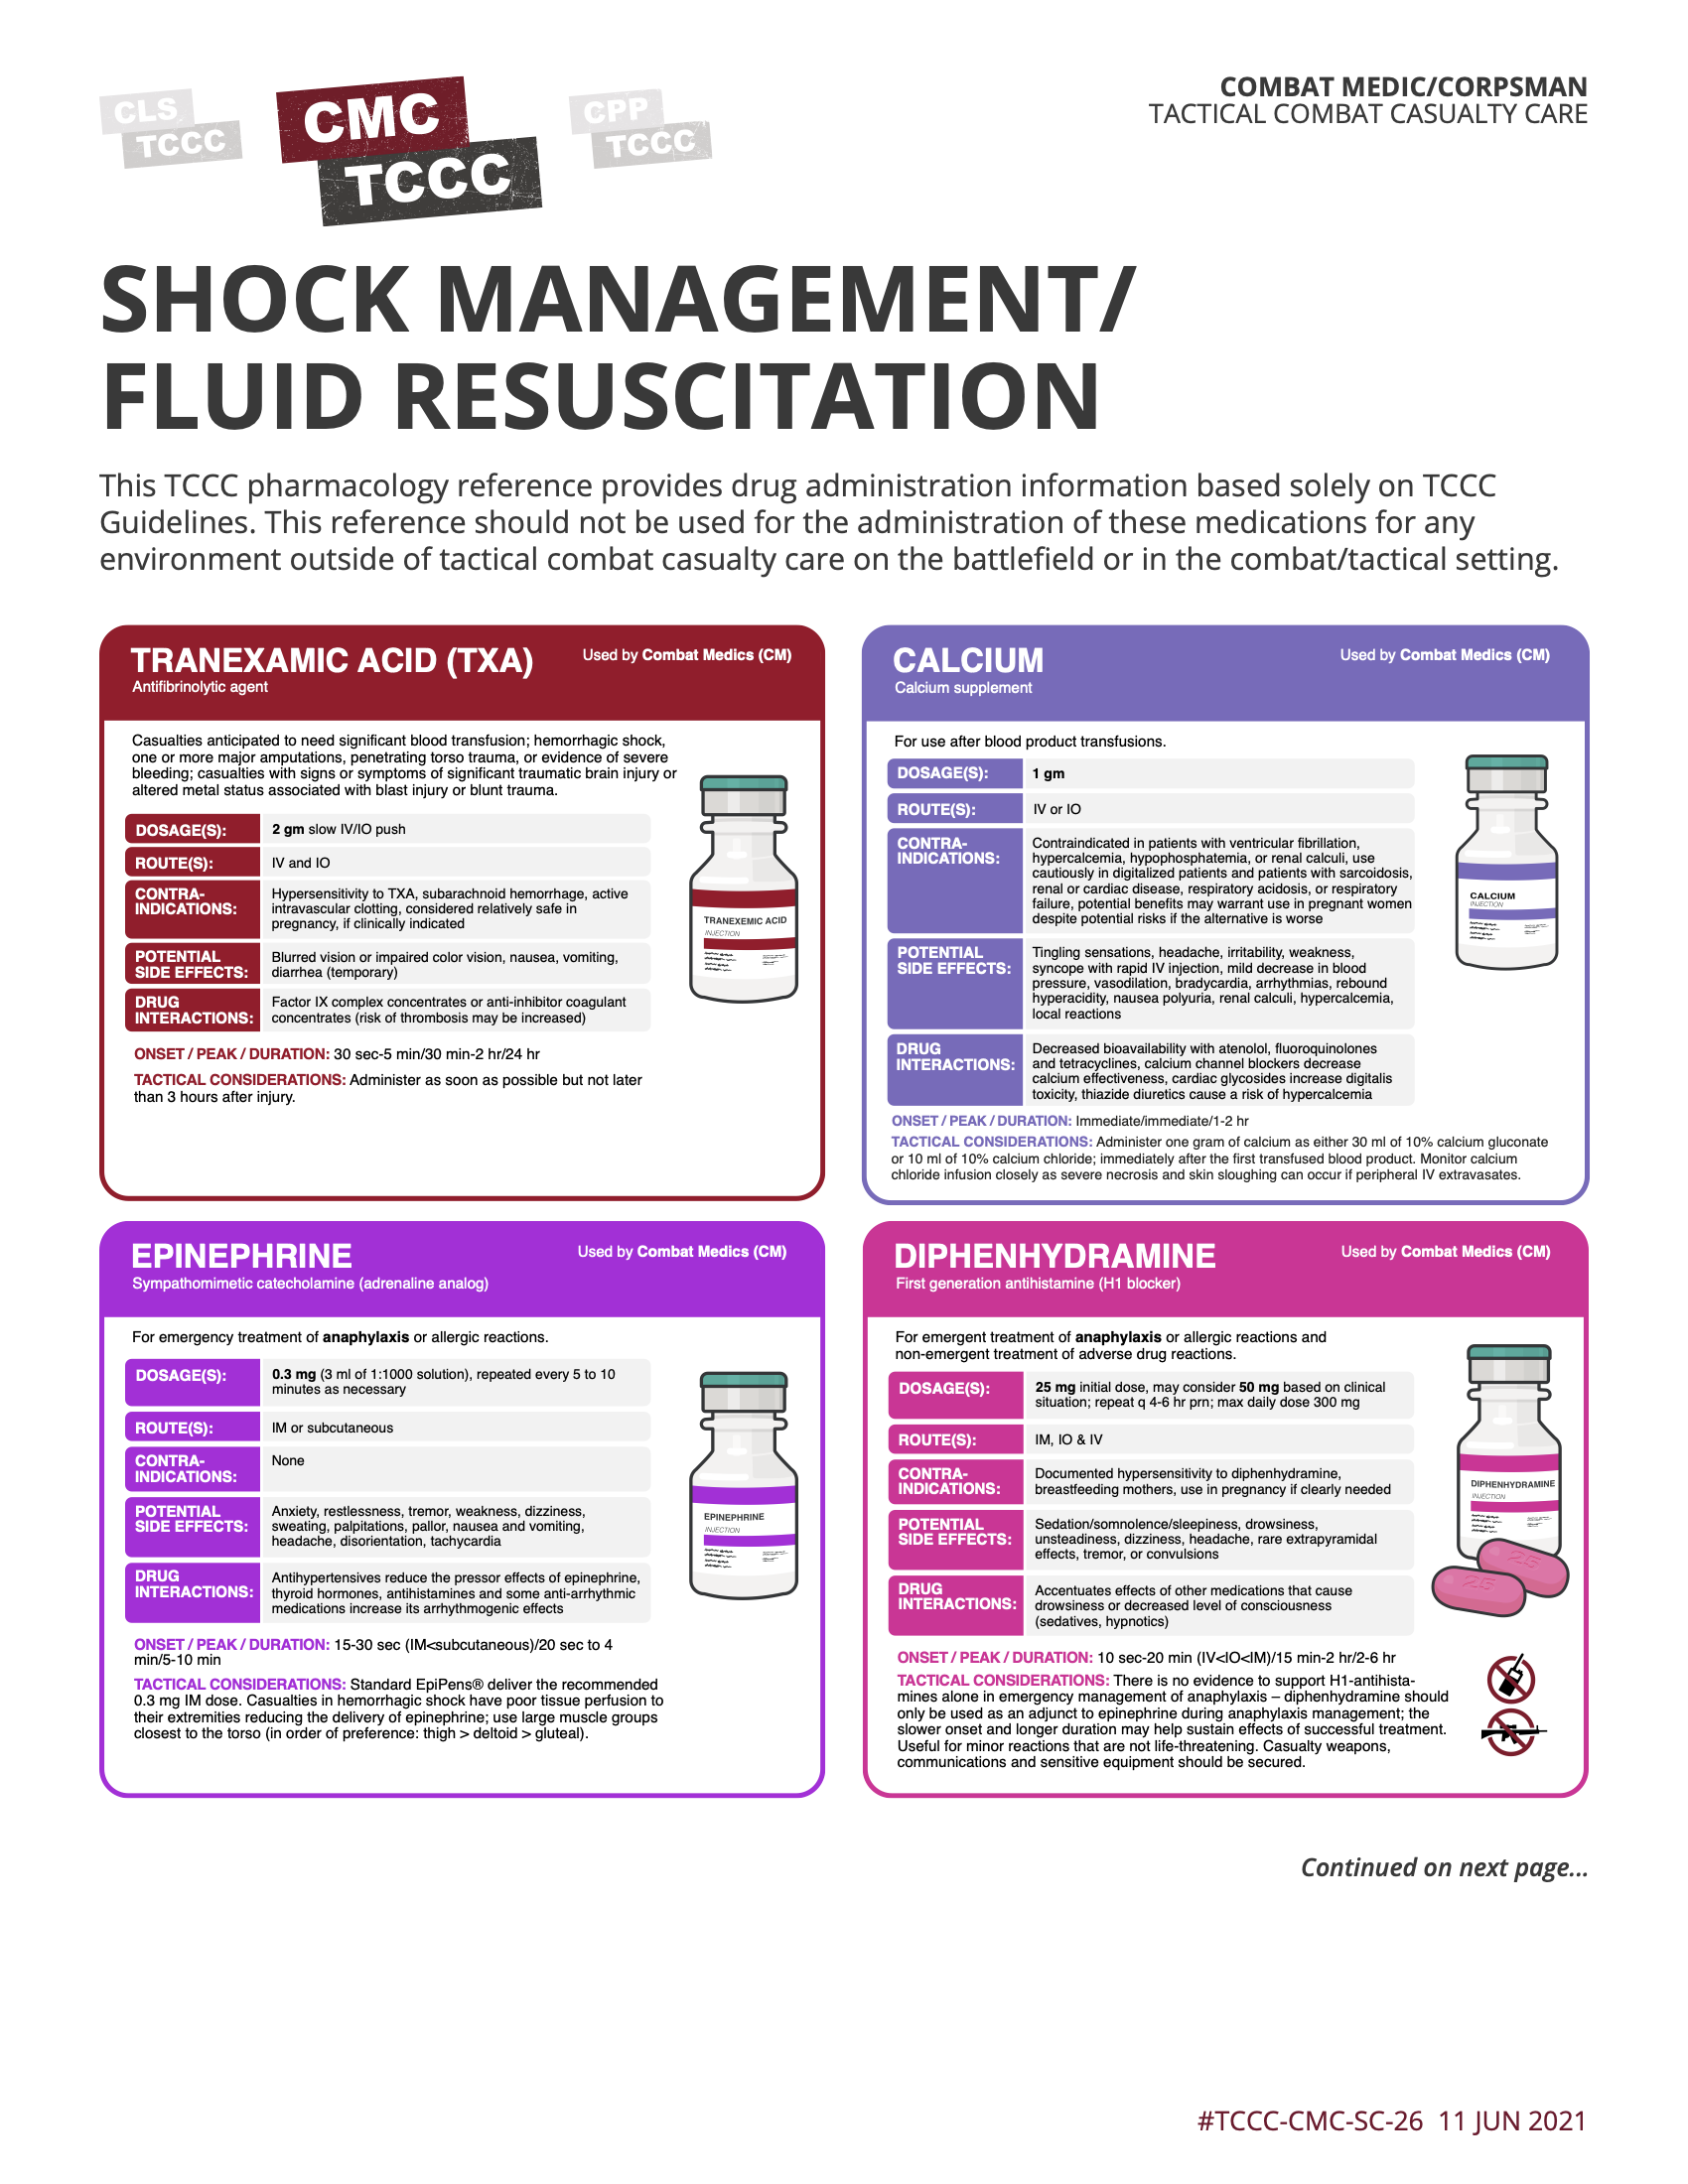 CLS
TCCC
CMC
TCCC
CPP
TCCC
COMBAT MEDIC/CORPSMAN
TACTICAL COMBAT CASUALTY CARE
SHOCK MANAGEMENT/
FLUID RESUSCITATION
This TCCC pharmacology reference provides drug administration information based solely on TCCC
Guidelines. This reference should not be used for the administration of these medications for any
environment outside of tactical combat casualty care on the battlefield or in the combat/tactical setting.
TRANEXAMIC ACID (TXA)
Used by Combat Medics (CM)
Antifibrinolytic agent
Casualties anticipated to need significant blood transfusion; hemorrhagic shock,
one or more major amputations, penetrating torso trauma, or evidence of severe
bleeding; casualties with signs or symptoms of significant traumatic brain injury or
altered metal status associated with blast injury or blunt trauma.
DOSAGE(S):
2 gm slow IV/IO push
ROUTE(S):
IV and IO
CONTRA-
INDICATIONS:
Hypersensitivity to TXA, subarachnoid hemorrhage, active
intravascular clotting, considered relatively safe in
pregnancy, if clinically indicated
POTENTIAL
SIDE EFFECTS:
Blurred vision or impaired color vision, nausea, vomiting,
diarrhea (temporary)
DRUG
INTERACTIONS:
Factor IX complex concentrates or anti-inhibitor coagulant
concentrates (risk of thrombosis may be increased)
ONSET / PEAK / DURATION: 30 sec-5 min/30 min-2 hr/24 hr
TACTICAL CONSIDERATIONS: Administer as soon as possible but not later
than 3 hours after injury.
TRANEXEMIC ACID
INJECTION
CALCIUM
Used by Combat Medics (CM)
Calcium supplement
For use after blood product transfusions.
DOSAGE(S):
1 gm
ROUTE(S):
IV or IO
CONTRA-
INDICATIONS:
Contraindicated in patients with ventricular fibrillation,
hypercalcemia, hypophosphatemia, or renal calculi, use
cautiously in digitalized patients and patients with sarcoidosis,
renal or cardiac disease, respiratory acidosis, or respiratory
failure, potential benefits may warrant use in pregnant women
despite potential risks if the alternative is worse
POTENTIAL
SIDE EFFECTS:
Tingling sensations, headache, irritability, weakness,
syncope with rapid IV injection, mild decrease in blood
pressure, vasodilation, bradycardia, arrhythmias, rebound
hyperacidity, nausea polyuria, renal calculi, hypercalcemia,
local reactions
DRUG
INTERACTIONS:
Decreased bioavailability with atenolol, fluoroquinolones
and tetracyclines, calcium channel blockers decrease
calcium effectiveness, cardiac glycosides increase digitalis
toxicity, thiazide diuretics cause a risk of hypercalcemia
ONSET / PEAK / DURATION: Immediate/immediate/1-2 hr
TACTICAL CONSIDERATIONS: Administer one gram of calcium as either 30 ml of 10% calcium gluconate
or 10 ml of 10% calcium chloride; immediately after the first transfused blood product. Monitor calcium
chloride infusion closely as severe necrosis and skin sloughing can occur if peripheral IV extravasates.
CALCIUM
INJECTION
EPINEPHRINE
Used by Combat Medics (CM)
Sympathomimetic catecholamine (adrenaline analog)
For emergency treatment of anaphylaxis or allergic reactions.
DOSAGE(S):
0.3 mg (3 ml of 1:1000 solution), repeated every 5 to 10
minutes as necessary
ROUTE(S):
IM or subcutaneous
CONTRA-
INDICATIONS:
None
POTENTIAL
SIDE EFFECTS:
Anxiety, restlessness, tremor, weakness, dizziness,
sweating, palpitations, pallor, nausea and vomiting,
headache, disorientation, tachycardia
DRUG
INTERACTIONS:
Antihypertensives reduce the pressor effects of epinephrine,
thyroid hormones, antihistamines and some anti-arrhythmic
medications increase its arrhythmogenic effects
ONSET / PEAK / DURATION: 15-30 sec (IM<subcutaneous)/20 sec to 4
min/5-10 min
TACTICAL CONSIDERATIONS: Standard EpiPens® deliver the recommended
0.3 mg IM dose. Casualties in hemorrhagic shock have poor tissue perfusion to
their extremities reducing the delivery of epinephrine; use large muscle groups
closest to the torso (in order of preference: thigh > deltoid > gluteal).
EPINEPHRINE
INJECTION
DIPHENHYDRAMINE
Used by Combat Medics (CM)
First generation antihistamine (H1 blocker)
For emergent treatment of anaphylaxis or allergic reactions and
non-emergent treatment of adverse drug reactions.
DOSAGE(S):
25 mg initial dose, may consider 50 mg based on clinical
situation; repeat q 4-6 hr prn; max daily dose 300 mg
ROUTE(S):
IM, IO & IV
CONTRA-
INDICATIONS:
Documented hypersensitivity to diphenhydramine,
breastfeeding mothers, use in pregnancy if clearly needed
POTENTIAL
SIDE EFFECTS:
Sedation/somnolence/sleepiness, drowsiness,
unsteadiness, dizziness, headache, rare extrapyramidal
effects, tremor, or convulsions
DRUG
INTERACTIONS:
Accentuates effects of other medications that cause
drowsiness or decreased level of consciousness
(sedatives, hypnotics)
ONSET / PEAK / DURATION: 10 sec-20 min (IV<IO<IM)/15 min-2 hr/2-6 hr
TACTICAL CONSIDERATIONS: There is no evidence to support H1-antihista-
mines alone in emergency management of anaphylaxis – diphenhydramine should
only be used as an adjunct to epinephrine during anaphylaxis management; the
slower onset and longer duration may help sustain effects of successful treatment.
Useful for minor reactions that are not life-threatening. Casualty weapons,
communications and sensitive equipment should be secured.
DIPHENHYDRAMINE
INJECTION
25
25
Continued on next page...
#TCCC-CMC-SC-26 11 JUN 2021